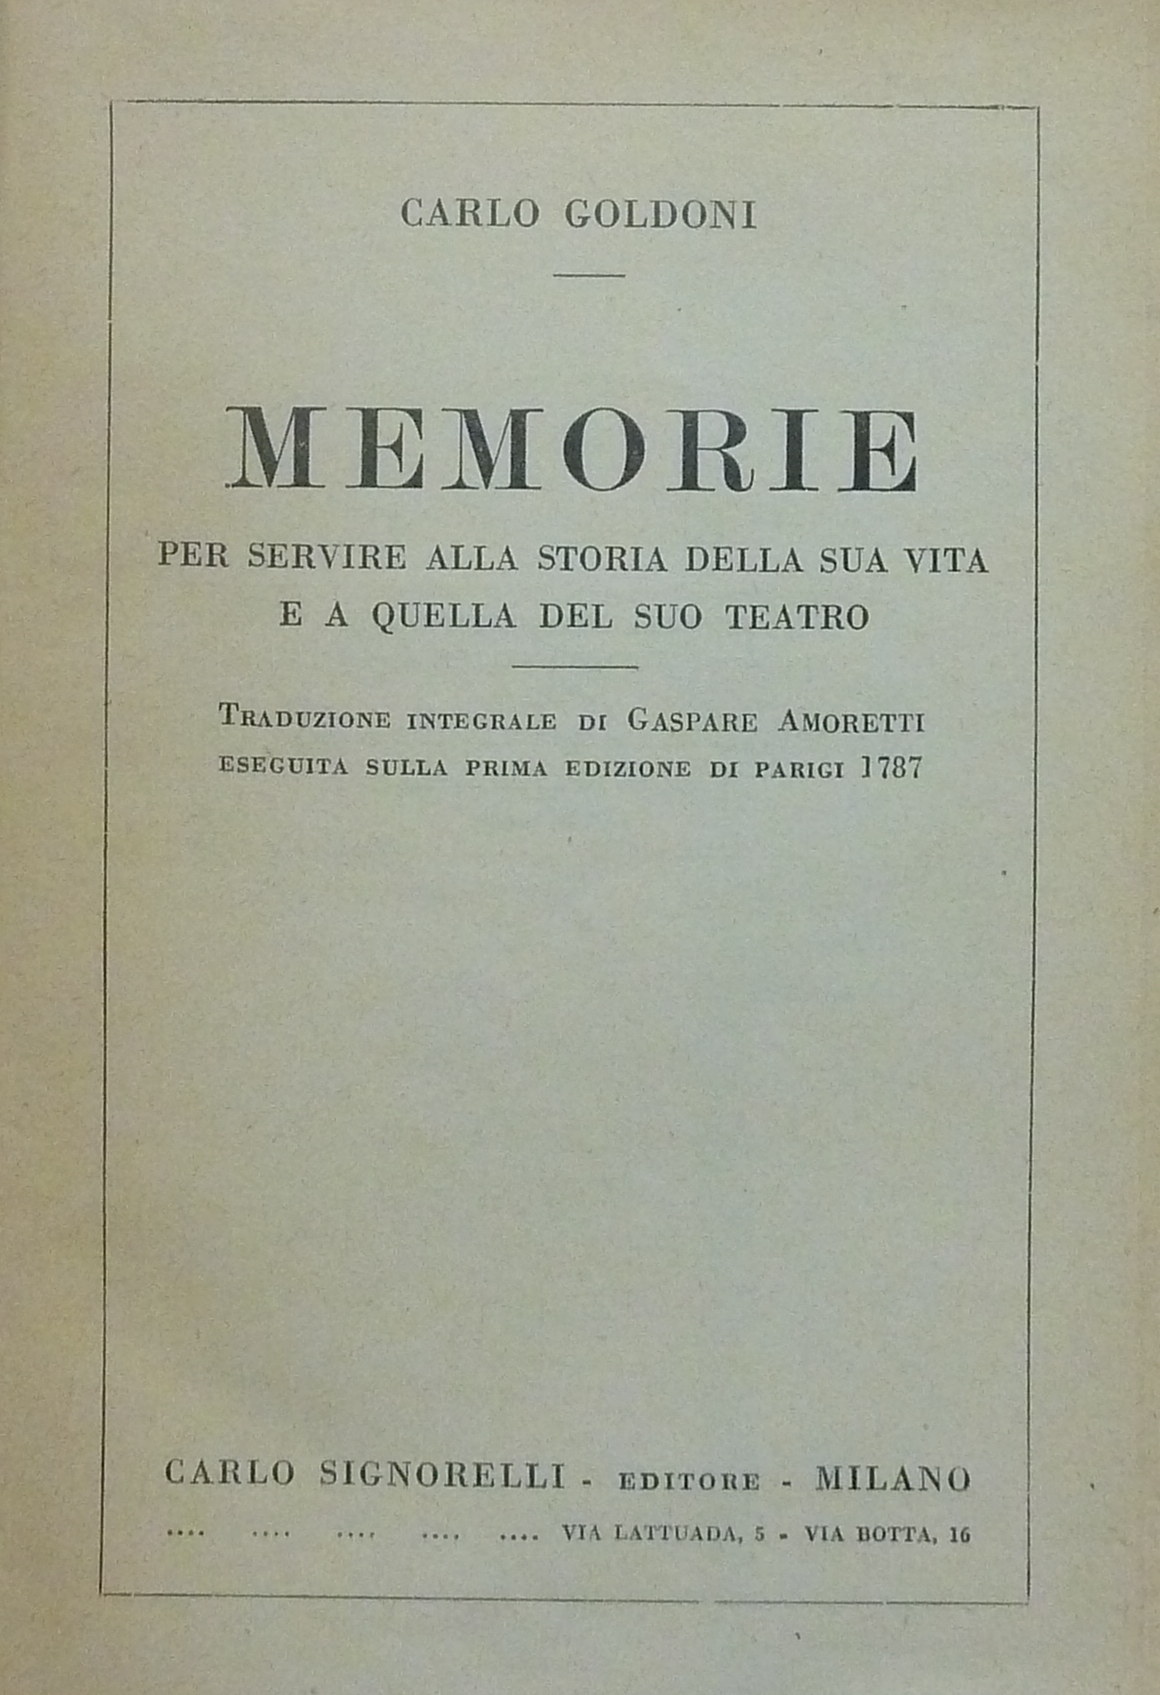 CARLO GOLDONI
MEMORIE
PER SERVIRE ALLA STORIA DELLA SUA VITA
E A QUELLA DEL SUO TEATRO
TRADUZIONE INTEGRALE DI GASPARE AMORETTI
ESEGUITA SULLA PRIMA EDIZIONE DI PARIGI 1787
CARLO SIGNORELLI - EDITORE - MILANO
.... .... .... .... .... VIA LATTUADA, 5 - VIA BOTTA, 16